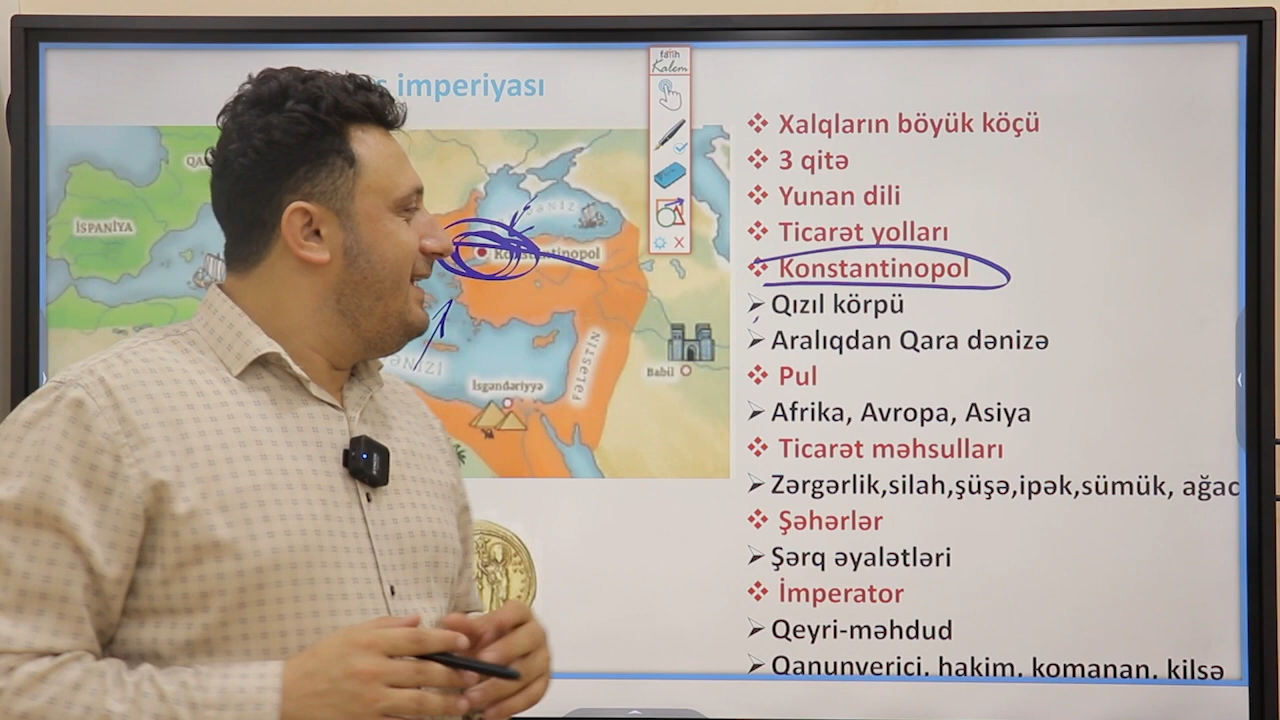 imperiyası
fatih
Kalem
İSPANİYA
Konstantinopol
İsgəndəriyyə
FƏLƏSTİN
Babil
Xalqların böyük köçü
3 qitə
Yunan dili
Ticarət yolları
Konstantinopol
Qızıl körpü
Aralıqdan Qara dənizə
Pul
Afrika, Avropa, Asiya
Ticarət məhsulları
Zərgərlik,silah,şüşə,ipək,sümük, ağac
Şəhərlər
Şərq əyalətləri
İmperator
Qeyri-məhdud
Qanunverici, hakim, komanan, kilsə